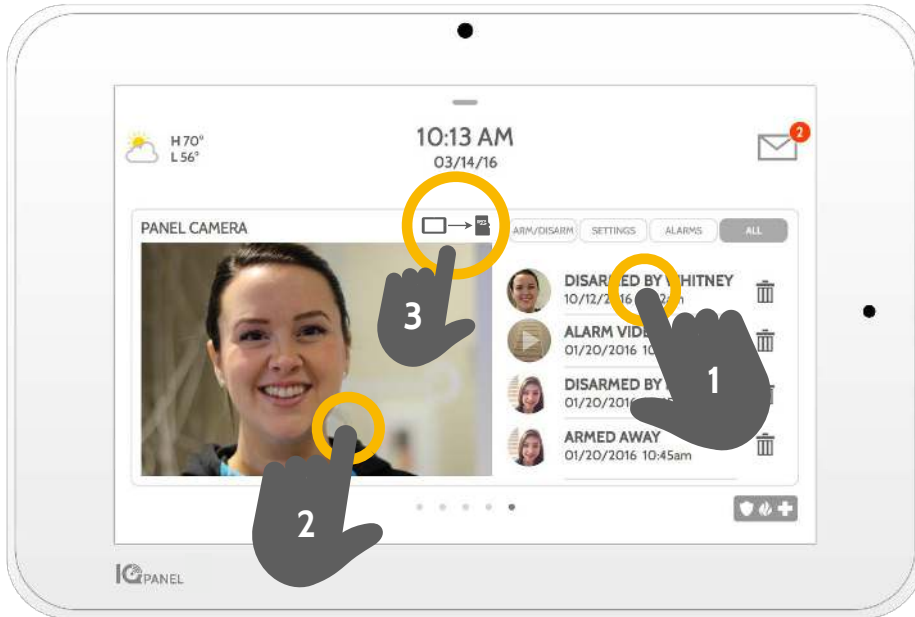 10:13 AM
03/14/16
H 70°
L 56°
2
PANEL CAMERA
ARM/DISARM
SETTINGS
ALARMS
ALL
DISARMED BY WHITNEY
10/12/2016
ALARM
01/20/2016
DISARMED BY
01/20/2016
ARMED AWAY
01/20/2016 10:45am
1
2
3
IQ PANEL